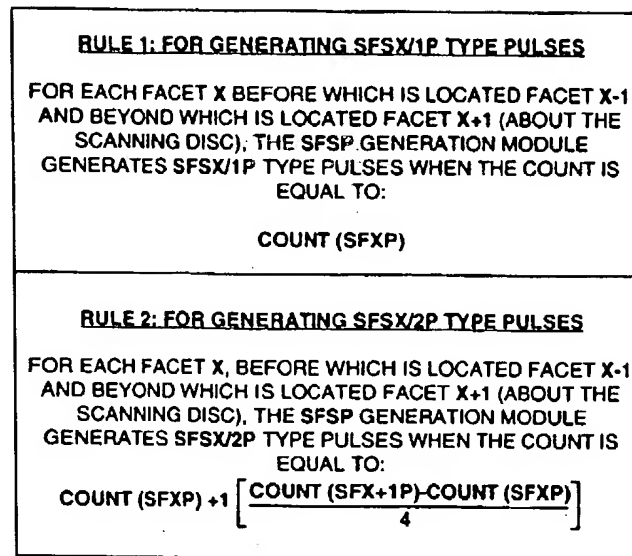 RULE 1: FOR GENERATING SFSX/1P TYPE PULSES
FOR EACH FACET X BEFORE WHICH IS LOCATED FACET X-1
AND BEYOND WHICH IS LOCATED FACET X+1 (ABOUT THE
SCANNING DISC), THE SFSP GENERATION MODULE
GENERATES SFSX/1P TYPE PULSES WHEN THE COUNT IS
EQUAL TO:
COUNT (SFXP)
RULE 2: FOR GENERATING SFSX/2P TYPE PULSES
FOR EACH FACET X, BEFORE WHICH IS LOCATED FACET X-1
AND BEYOND WHICH IS LOCATED FACET X+1 (ABOUT THE
SCANNING DISC), THE SFSP GENERATION MODULE
GENERATES SFSX/2P TYPE PULSES WHEN THE COUNT IS
EQUAL TO:
COUNT (SFXP) +1 [COUNT (SFX+1P)-COUNT (SFXP)]
4